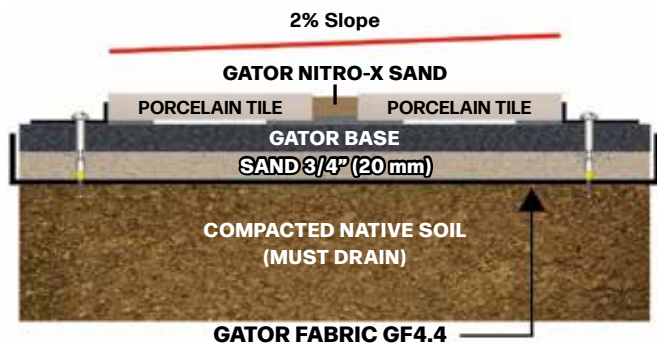 2% Slope
GATOR NITRO-X SAND
PORCELAIN TILE PORCELAIN TILE
GATOR BASE
SAND 3/4” (20 mm)
COMPACTED NATIVE SOIL
(MUST DRAIN)
GATOR FABRIC GF4.4